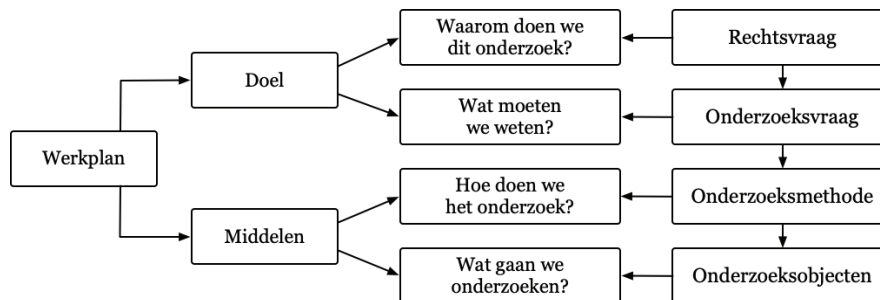 Waarom doen we
dit onderzoek?
Rechtsvraag
Doel
Wat moeten
we weten?
Onderzoeksvraag
Werkplan
Hoe doen we
het onderzoek?
Onderzoeksmethode
Middelen
Wat gaan we
onderzoeken?
Onderzoeksobjecten